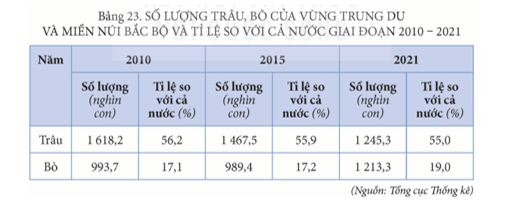 Bảng 23. SỐ LƯỢNG TRÂU, BÒ CỦA VÙNG TRUNG DU
VÀ MIỀN NÚI BẮC BỘ VÀ TỈ LỆ SO VỚI CẢ NƯỚC GIAI ĐOẠN 2010 – 2021
Năm 2010 2015 2021
Số lượng Tỉ lệ so Số lượng Tỉ lệ so Số lượng Tỉ lệ so
(nghìn với cả (nghìn với cả (nghìn với cả
con) nước (%) con) nước (%) con) nước (%)
Trâu 1 618,2 56,2 1 467,5 55,9 1 245,3 55,0
Bò 993,7 17,1 989,4 17,2 1 213,3 19,0
(Nguồn: Tổng cục Thống kê)